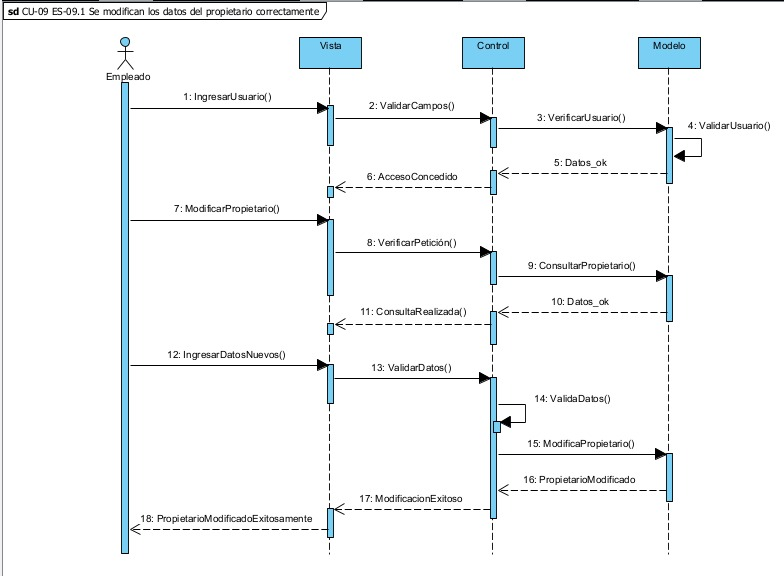 sd CU-09 ES-09.1 Se modifican los datos del propietario correctamente
Empleado
Vista
Control
Modelo
1: IngresarUsuario()
2: ValidarCampos()
3: VerificarUsuario()
4: ValidarUsuario()
5: Datos_ok
6: AccesoConcedido
7: ModificarPropietario()
8: VerificarPetición()
9: ConsultarPropietario()
10: Datos_ok
11: ConsultaRealizada()
12: IngresarDatosNuevos()
13: ValidarDatos()
14: ValidaDatos()
15: ModificaPropietario()
16: PropietarioModificado
17: ModificacionExitoso
18: PropietarioModificadoExitosamente